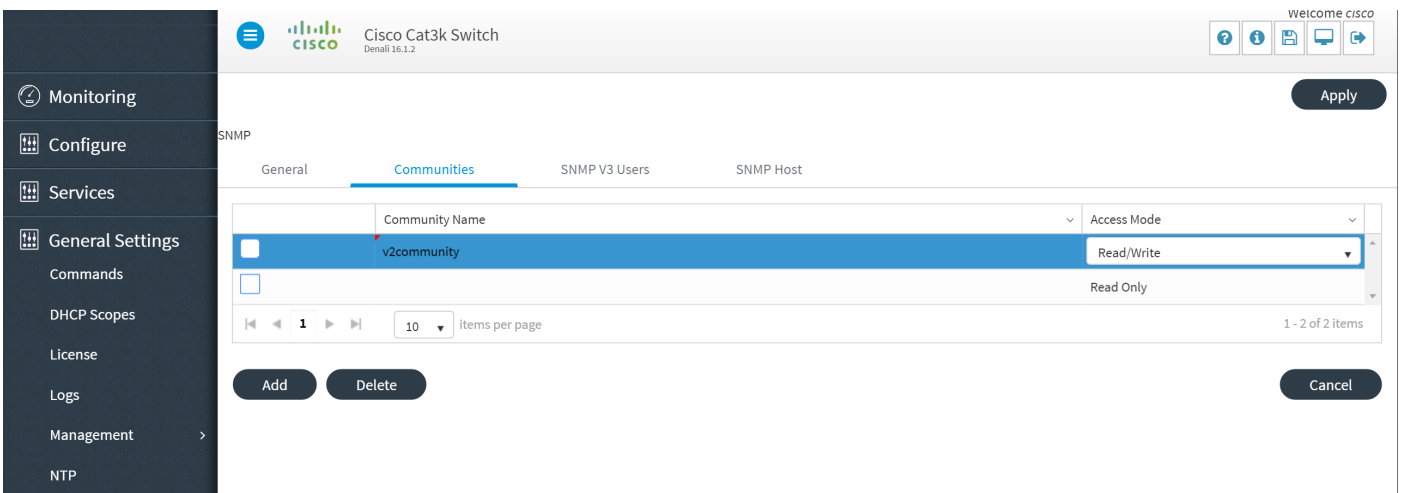 Welcome cisco
CISCO
Cisco Cat3k Switch
Denali 16.1.2
Monitoring
Configure
Services
General Settings
Commands
DHCP Scopes
License
Logs
Management
NTP
Apply
SNMP
General Communities SNMP V3 Users SNMP Host
Community Name Access Mode
v2community Read/Write
Read Only
1 10 items per page 1 - 2 of 2 items
Add Delete Cancel